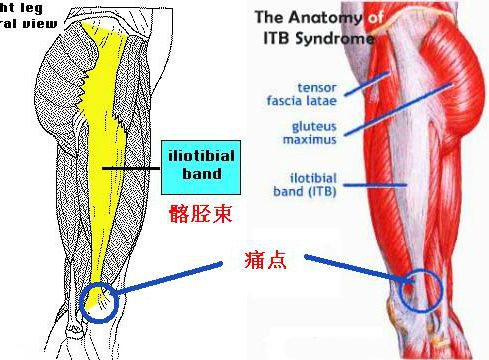 ht leg
ral view
iliotibial
band
髂胫束
痛点
The Anatomy of
ITB Syndrome
tensor
fascia latae
gluteus
maximus
ilotibial
band (ITB)